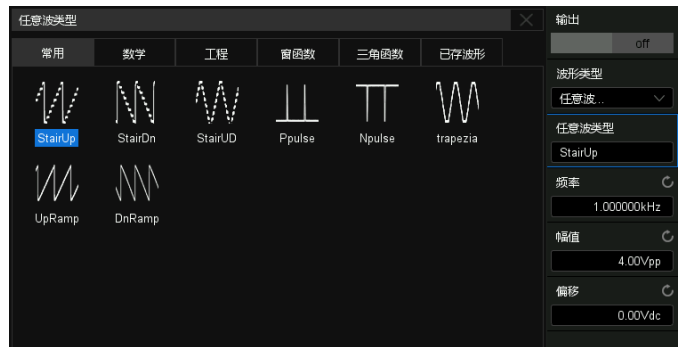 任意波类型
常用 数学 工程 窗函数 三角函数 已存波形
StairUp StairDn StairUD Ppulse Npulse trapezia
UpRamp DnRamp
输出
off
波形类型
任意波...
任意波类型
StairUp
频率
1.000000kHz
幅值
4.00Vpp
偏移
0.00Vdc